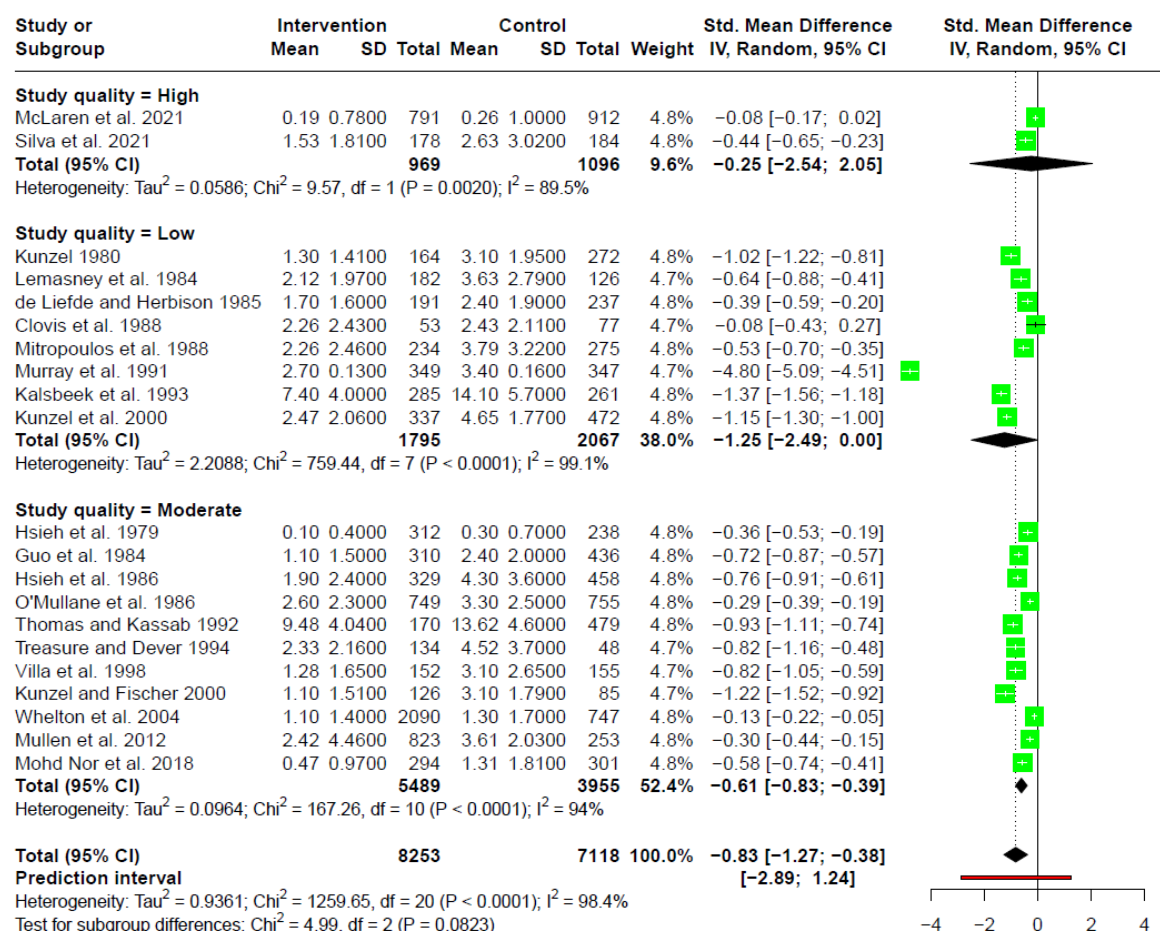 Study or Intervention Control Std. Mean Difference Std. Mean Difference
Subgroup Mean SD Total Mean SD Total Weight IV, Random, 95% CI IV, Random, 95% CI
Study quality = High
McLaren et al. 2021 0.19 0.7800 791 0.26 1.0000 912 4.8% −0.08 [−0.17; 0.02]
Silva et al. 2021 1.53 1.8100 178 2.63 3.0200 184 4.8% −0.44 [−0.65; −0.23]
Total (95% CI) 969 1096 9.6% −0.25 [−2.54; 2.05]
Heterogeneity: Tau² = 0.0586; Chi² = 9.57, df = 1 (P = 0.0020); I² = 89.5%
Study quality = Low
Kunzel 1980 1.30 1.4100 164 3.10 1.9500 272 4.8% −1.02 [−1.22; −0.81]
Lemasney et al. 1984 2.12 1.9700 182 3.63 2.7900 126 4.8% −0.64 [−0.88; −0.41]
de Liefde and Herbison 1985 1.70 1.6000 191 2.40 1.9000 237 4.8% −0.39 [−0.59; −0.20]
Clovis et al. 1988 2.26 2.4300 53 2.43 2.1100 77 4.7% −0.08 [−0.43; 0.27]
Mitropoulos et al. 1988 2.26 2.4600 234 3.79 3.2200 275 4.8% −0.53 [−0.70; −0.35]
Murray et al. 1991 2.70 0.1300 349 3.40 0.1600 347 4.7% −4.80 [−5.09; −4.51]
Kalsbeek et al. 1993 7.40 4.0000 285 14.10 5.7000 261 4.8% −1.37 [−1.56; −1.18]
Kunzel et al. 2000 2.47 2.0600 337 4.65 1.7700 472 4.8% −1.15 [−1.30; −1.00]
Total (95% CI) 1795 2067 38.0% −1.25 [−2.49; 0.00]
Heterogeneity: Tau² = 2.2088; Chi² = 759.44, df = 7 (P < 0.0001); I² = 99.1%
Study quality = Moderate
Hsieh et al. 1979 0.10 0.4000 312 0.30 0.7000 238 4.8% −0.36 [−0.53; −0.19]
Guo et al. 1984 1.10 1.5000 310 2.40 2.0000 436 4.8% −0.72 [−0.87; −0.57]
Hsieh et al. 1986 1.90 2.4000 329 4.30 3.6000 458 4.8% −0.76 [−0.91; −0.61]
O'Mullane et al. 1986 2.60 2.3000 749 3.30 2.5000 755 4.8% −0.29 [−0.39; −0.19]
Thomas and Kassab 1992 9.48 4.0400 170 13.62 4.6000 479 4.8% −0.93 [−1.11; −0.74]
Treasure and Dever 1994 2.33 2.1600 134 4.52 3.7000 48 4.7% −0.82 [−1.16; −0.48]
Villa et al. 1998 1.28 1.6500 152 3.10 2.6500 155 4.8% −0.82 [−1.05; −0.59]
Kunzel and Fischer 2000 1.10 1.5100 126 3.10 1.7900 85 4.7% −1.22 [−1.52; −0.92]
Whelton et al. 2004 1.10 1.4000 2090 1.30 1.7000 747 4.8% −0.13 [−0.22; −0.05]
Mullen et al. 2012 2.42 4.4600 823 3.61 2.0300 253 4.8% −0.30 [−0.44; −0.15]
Mohd Nor et al. 2018 0.47 0.9700 294 1.31 1.8100 301 4.8% −0.58 [−0.74; −0.41]
Total (95% CI) 5489 3955 52.4% −0.61 [−0.83; −0.39]
Heterogeneity: Tau² = 0.0964; Chi² = 167.26, df = 10 (P < 0.0001); I² = 94%
Total (95% CI) 8253 7118 100.0% −0.83 [−1.27; −0.38]
Prediction interval [−2.89; 1.24]
Heterogeneity: Tau² = 0.9361; Chi² = 1259.65, df = 20 (P < 0.0001); I² = 98.4%
Test for subgroup differences: Chi² = 4.99, df = 2 (P = 0.0823)
−4 −2 0 2 4